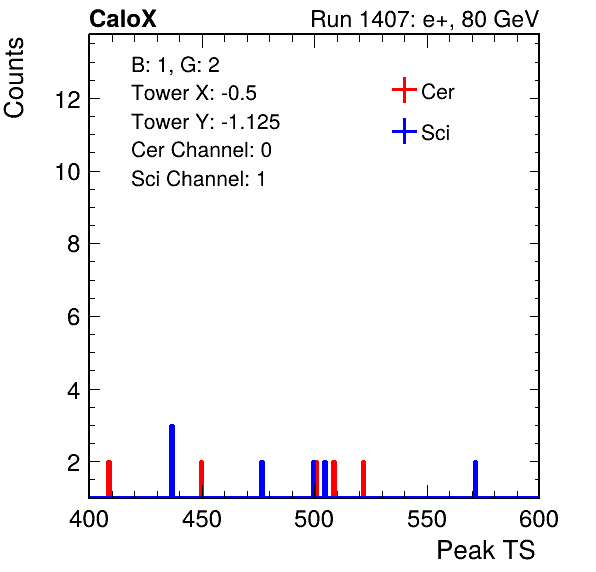 CaloX
Run 1407: e+, 80 GeV
Counts
B: 1, G: 2
Tower X: -0.5
Tower Y: -1.125
Cer Channel: 0
Sci Channel: 1
Cer
Sci
12
10
8
6
4
2
400 450 500 550 600
Peak TS